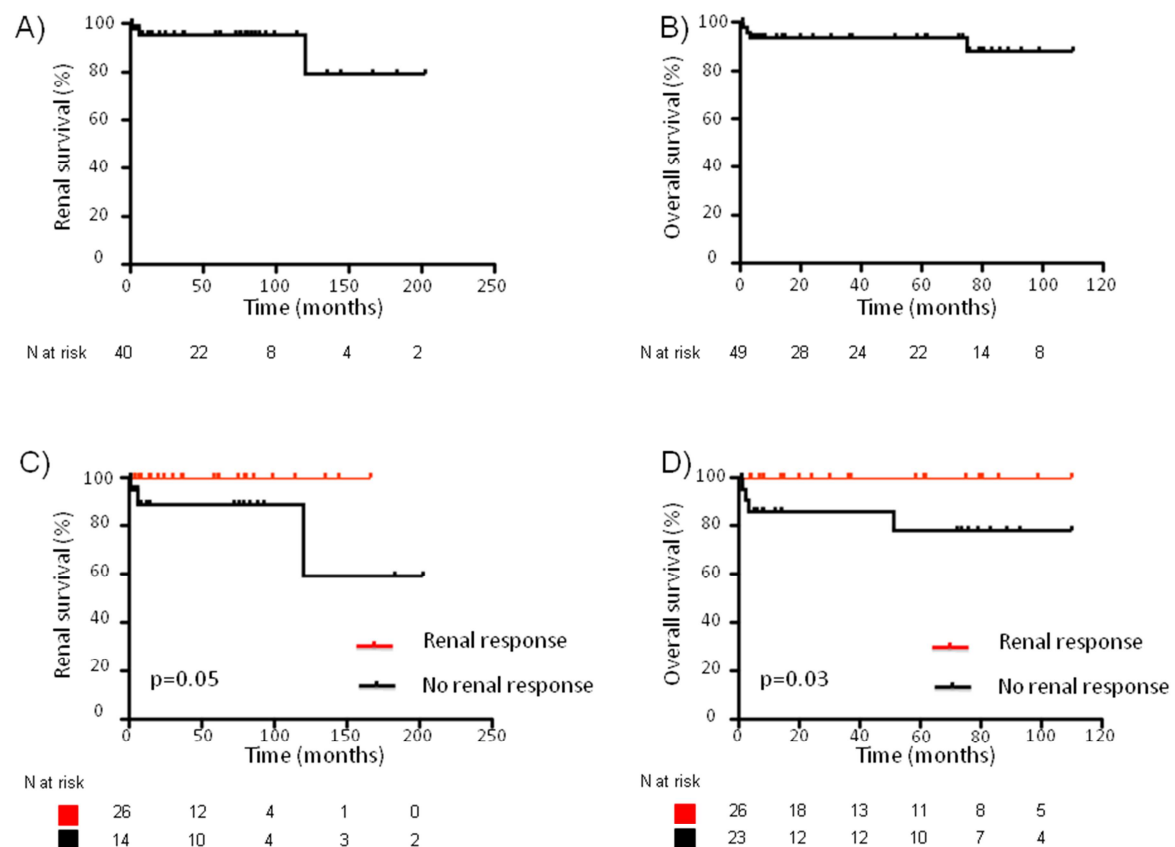 A)
Renal survival (%)
100
80
60
40
20
0
0 50 100 150 200 250
Time (months)
N at risk 40 22 8 4 2
B)
Overall survival (%)
100
80
60
40
20
0
0 20 40 60 80 100 120
Time (months)
N at risk 49 28 24 22 14 8
C)
Renal survival (%)
100
80
60
40
20
0
Renal response
No renal response
p=0.05
0 50 100 150 200 250
Time (months)
N at risk
26 12 4 1 0
14 10 4 3 2
D)
Overall survival (%)
100
80
60
40
20
0
Renal response
No renal response
p=0.03
0 20 40 60 80 100 120
Time (months)
N at risk
26 18 13 11 8 5
23 12 12 10 7 4